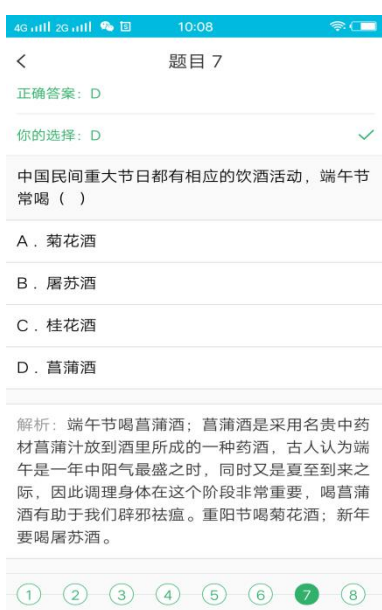 4G 2G 10:08
题目 7
正确答案：D
你的选择：D
中国民间重大节日都有相应的饮酒活动，端午节
常喝（ ）
A．菊花酒
B．屠苏酒
C．桂花酒
D．菖蒲酒
解析：端午节喝菖蒲酒；菖蒲酒是采用名贵中药
材菖蒲汁放到酒里所成的一种药酒，古人认为端
午是一年中阳气最盛之时，同时又是夏至到来之
际，因此调理身体在这个阶段非常重要，喝菖蒲
酒有助于我们辟邪祛瘟。重阳节喝菊花酒；新年
要喝屠苏酒。
1 2 3 4 5 6 7 8